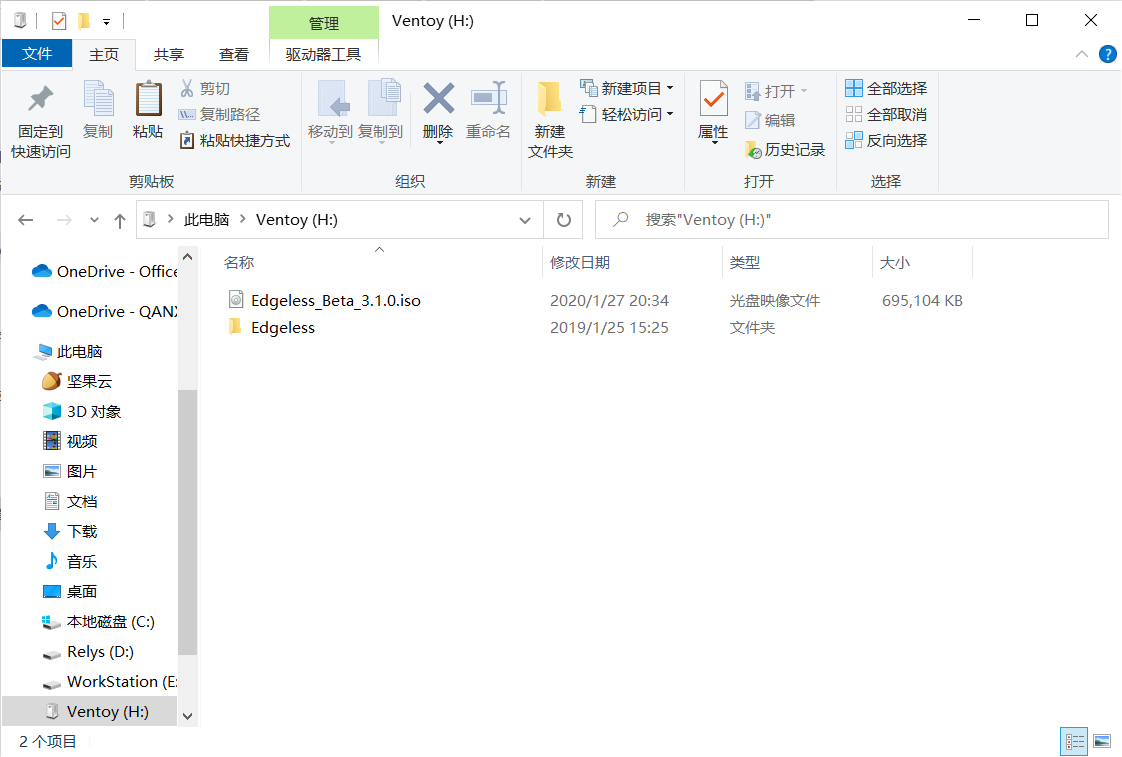 管理
Ventoy (H:)
文件
主页
共享
查看
驱动器工具
固定到
快速访问
复制
粘贴
剪切
复制路径
粘贴快捷方式
剪贴板
移动到
复制到
删除
重命名
组织
新建
文件夹
新建项目
轻松访问
新建
属性
打开
编辑
历史记录
打开
全部选择
全部取消
反向选择
选择
此电脑 > Ventoy (H:)
搜索"Ventoy (H:)"
名称 修改日期 类型 大小
Edgeless_Beta_3.1.0.iso 2020/1/27 20:34 光盘映像文件 695,104 KB
Edgeless 2019/1/25 15:25 文件夹
OneDrive - Office
OneDrive - QANX
此电脑
坚果云
3D 对象
视频
图片
文档
下载
音乐
桌面
本地磁盘 (C:)
Relys (D:)
WorkStation (E:
Ventoy (H:)
2 个项目